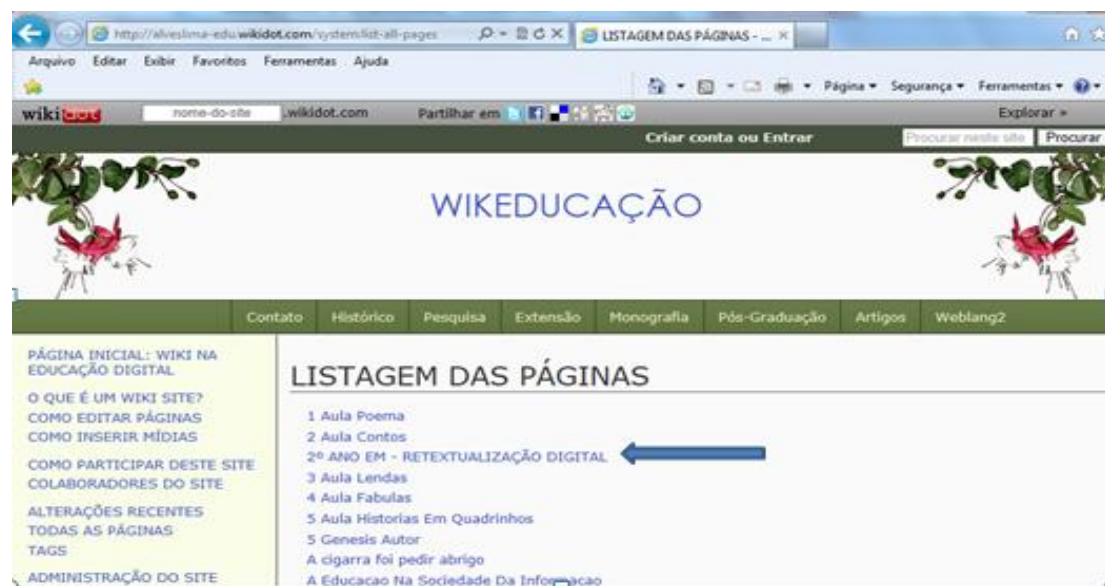 http://alveslima-edu.wikidot.com/system:list-all-pages
LISTAGEM DAS PÁGINAS - ...
Arquivo Editar Exibir Favoritos Ferramentas Ajuda
Página Segurança Ferramentas
wikidot nome-do-site .wikidot.com Partilhar em Explorar »
Criar conta ou Entrar Procurar neste site Procurar
WIKEDUCAÇÃO
Contato Histórico Pesquisa Extensão Monografia Pós-Graduação Artigos Weblang2
PÁGINA INICIAL: WIKI NA
EDUCAÇÃO DIGITAL
O QUE É UM WIKI SITE?
COMO EDITAR PÁGINAS
COMO INSERIR MÍDIAS
COMO PARTICIPAR DESTE SITE
COLABORADORES DO SITE
ALTERAÇÕES RECENTES
TODAS AS PÁGINAS
TAGS
ADMINISTRAÇÃO DO SITE
LISTAGEM DAS PÁGINAS
1 Aula Poema
2 Aula Contos
2º ANO EM - RETEXTUALIZAÇÃO DIGITAL
3 Aula Lendas
4 Aula Fabulas
5 Aula Historias Em Quadrinhos
5 Genesis Autor
A cigarra foi pedir abrigo
A Educacao Na Sociedade Da Informacao